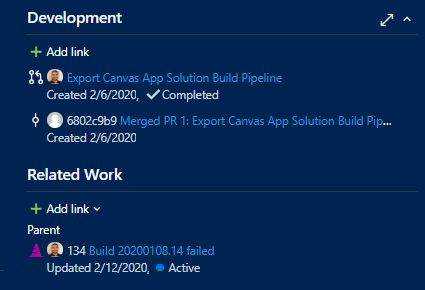 Development
Add link
Export Canvas App Solution Build Pipeline
Created 2/6/2020, Completed
6802c9b9 Merged PR 1: Export Canvas App Solution Build Pip...
Created 2/6/2020
Related Work
Add link
Parent
134 Build 20200108.14 failed
Updated 2/12/2020, Active